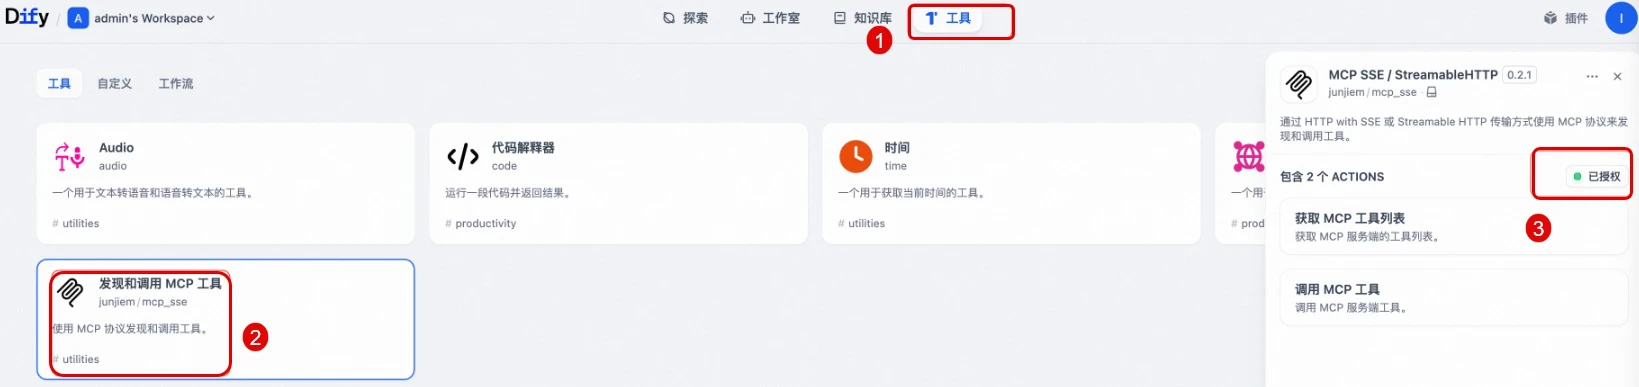 Dify / A admin's Workspace
探索
工作室
知识库
工具
插件
I
1
工具
自定义
工作流
Audio
audio
一个用于文本转语音和语音转文本的工具。
# utilities
代码解释器
code
运行一段代码并返回结果。
# productivity
时间
time
一个用于获取当前时间的工具。
# utilities
一个用于
# prod
发现和调用 MCP 工具
junjiem / mcp_sse
使用 MCP 协议发现和调用工具。
# utilities
2
MCP SSE / StreamableHTTP 0.2.1
junjiem / mcp_sse
通过 HTTP with SSE 或 Streamable HTTP 传输方式使用 MCP 协议来发
现和调用工具。
包含 2 个 ACTIONS
已授权
获取 MCP 工具列表
获取 MCP 服务端的工具列表。
3
调用 MCP 工具
调用 MCP 服务端工具。